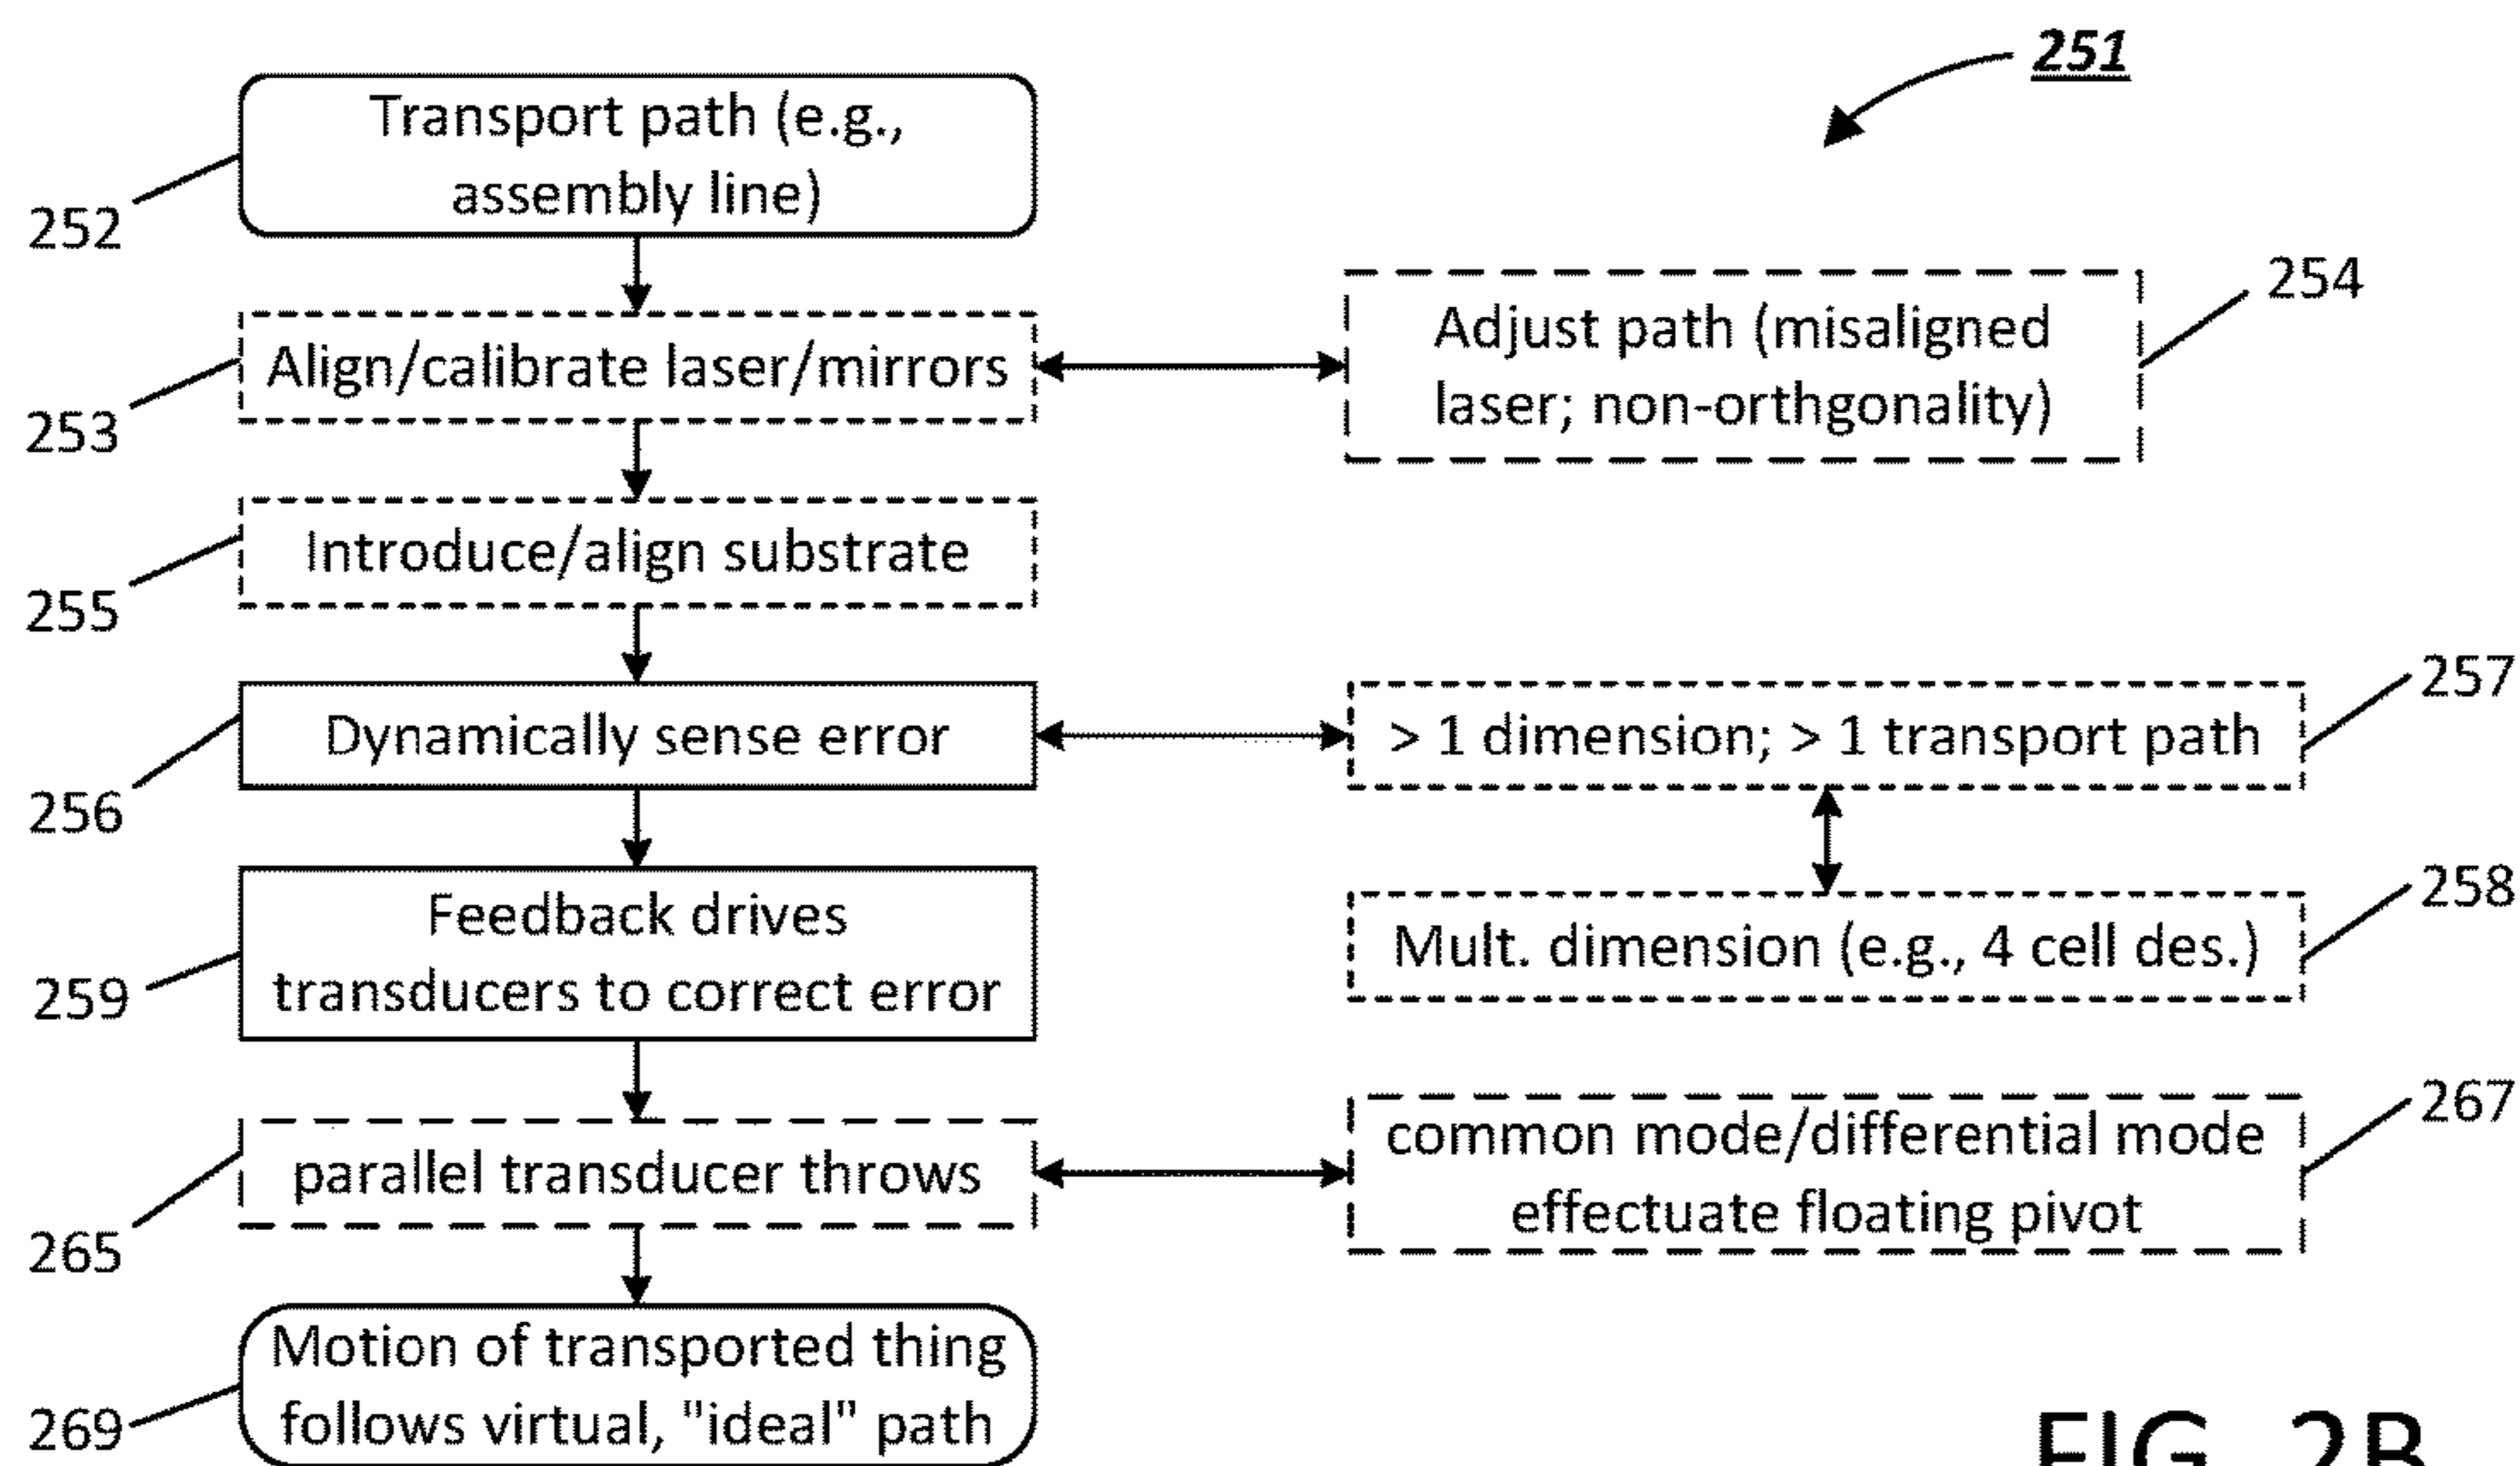 251
Transport path (e.g.,
assembly line)
252
Align/calibrate laser/mirrors
253
Adjust path (misaligned
laser; non-orthgonality)
254
Introduce/align substrate
255
Dynamically sense error
256
> 1 dimension; > 1 transport path
257
Mult. dimension (e.g., 4 cell des.)
258
Feedback drives
transducers to correct error
259
parallel transducer throws
265
common mode/differential mode
effectuate floating pivot
267
Motion of transported thing
follows virtual, "ideal" path
269
FIG. 2B